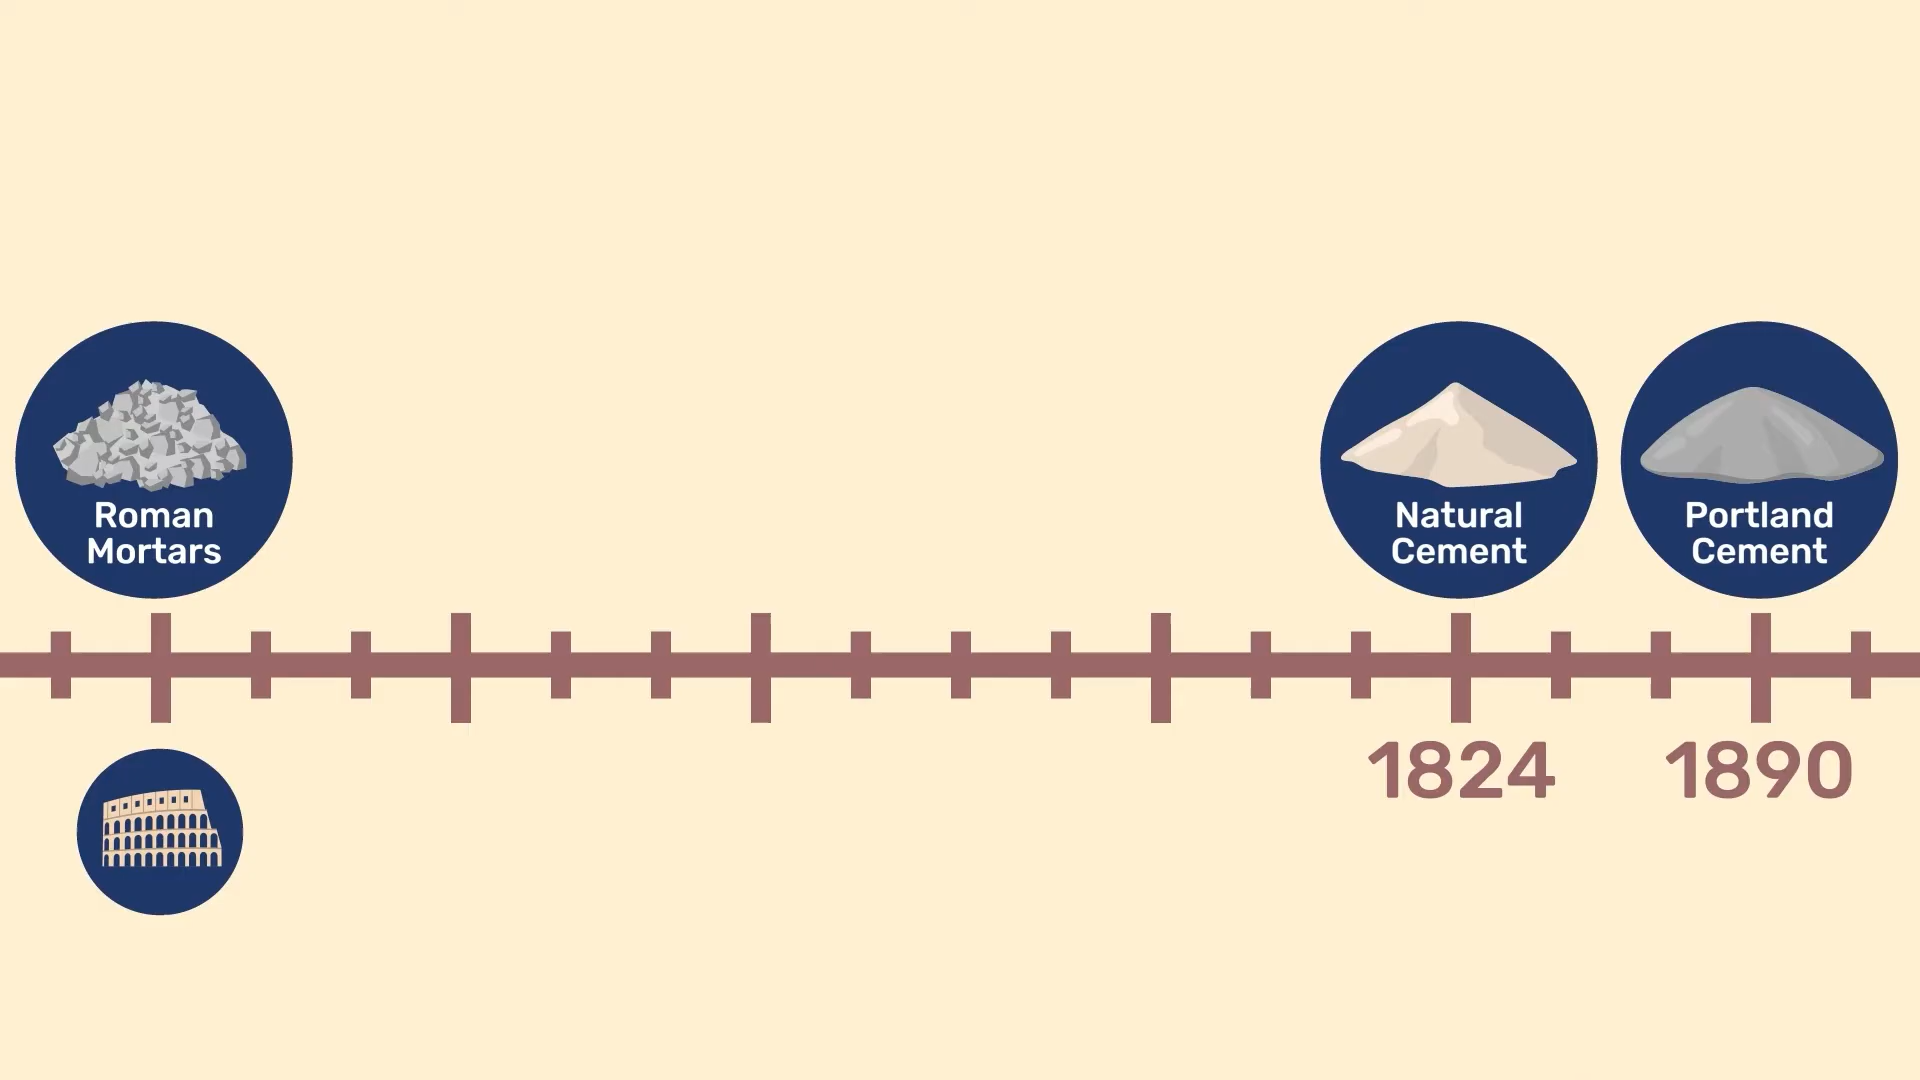 Roman
Mortars
Natural
Cement
Portland
Cement
1824
1890